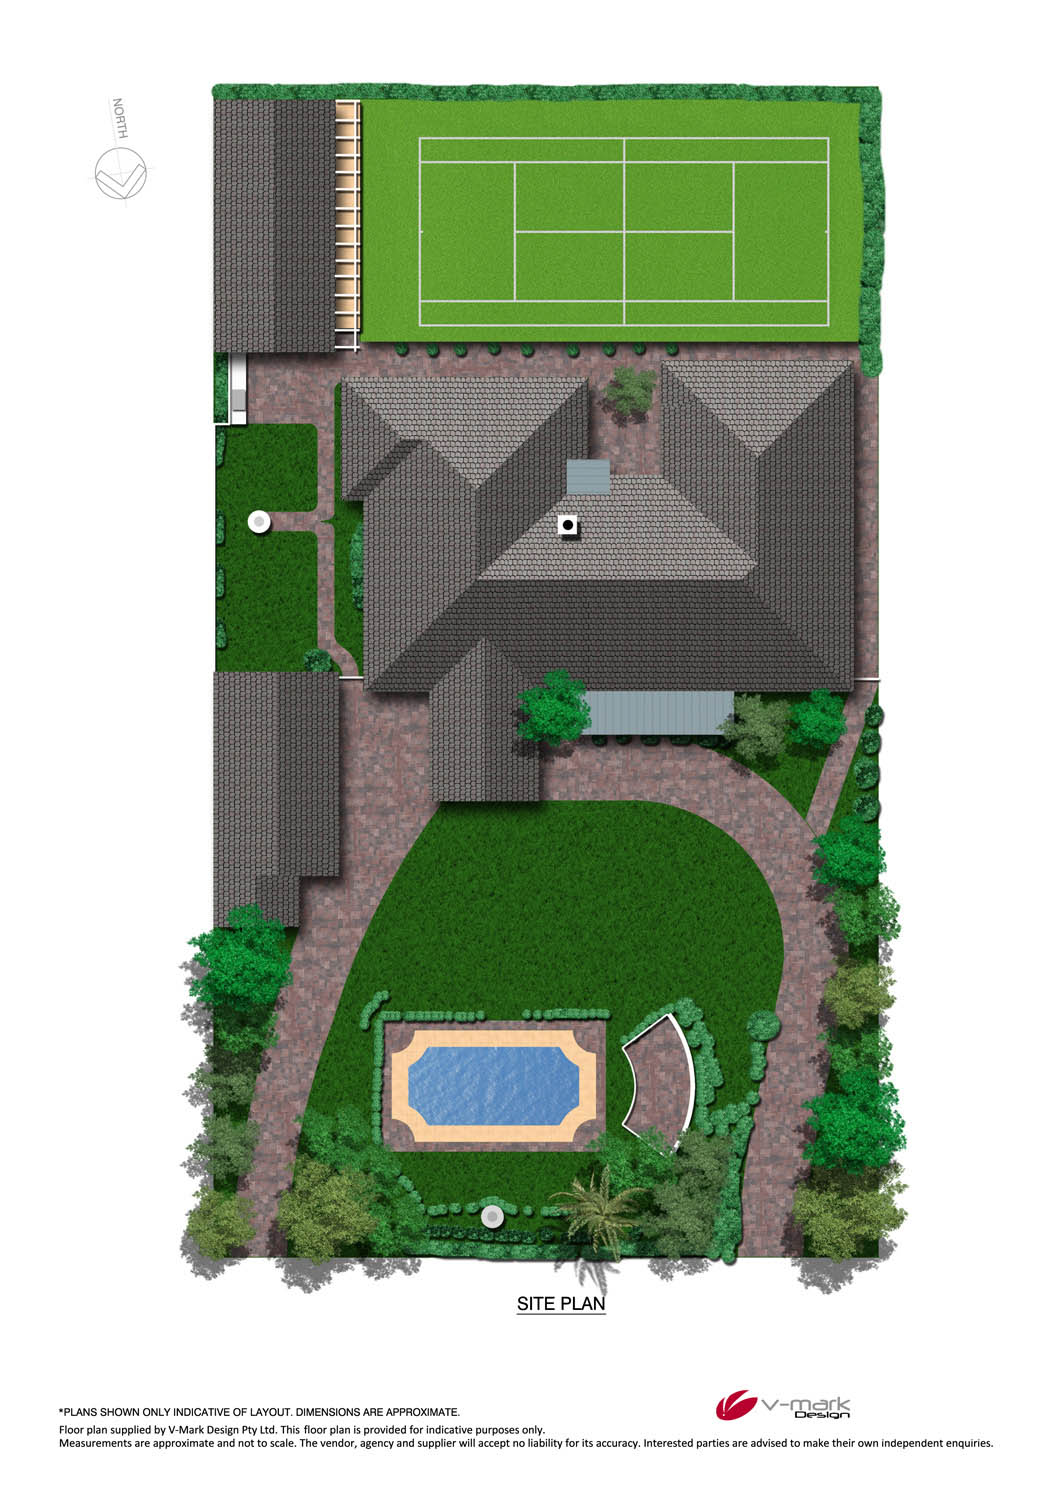 NORTH
SITE PLAN
v-mark
Design
*PLANS SHOWN ONLY INDICATIVE OF LAYOUT. DIMENSIONS ARE APPROXIMATE.
Floor plan supplied by V-Mark Design Pty Ltd. This floor plan is provided for indicative purposes only.
Measurements are approximate and not to scale. The vendor, agency and supplier will accept no liability for its accuracy. Interested parties are advised to make their own independent enquiries.